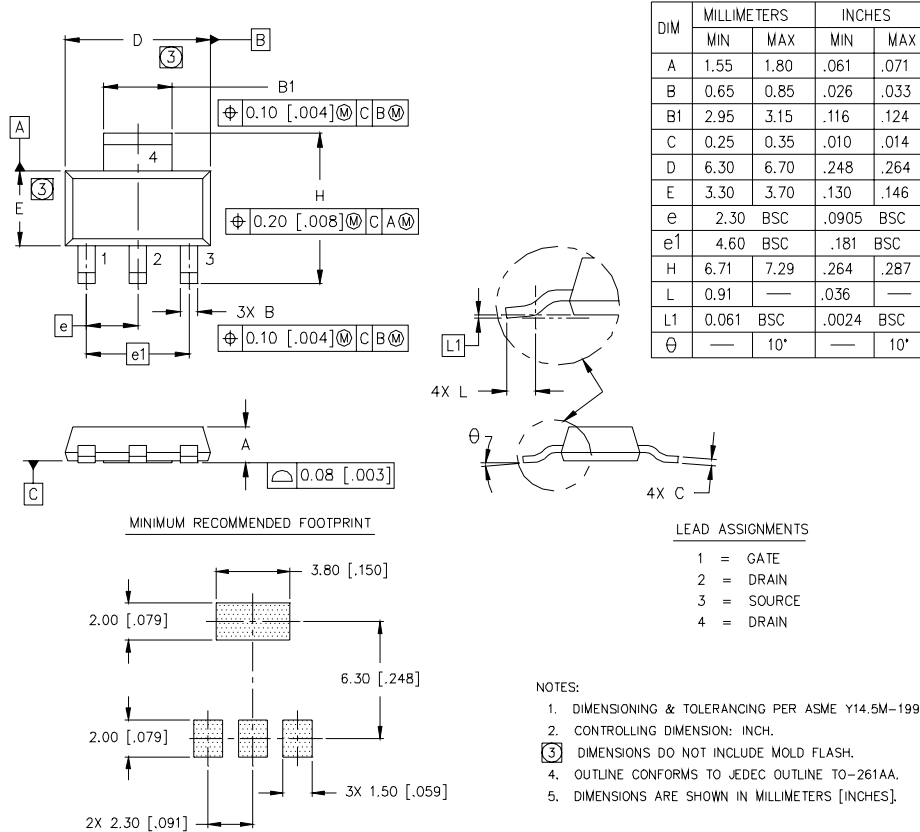 D
B
③
B1
⌖ 0.10 [.004]Ⓜ C BⓂ
A
4
③
E
H
⌖ 0.20 [.008]Ⓜ C AⓂ
1 2 3
3X B
e
⌖ 0.10 [.004]Ⓜ C BⓂ
e1
L1
4X L
DIM MILLIMETERS INCHES
MIN MAX MIN MAX
A 1.55 1.80 .061 .071
B 0.65 0.85 .026 .033
B1 2.95 3.15 .116 .124
C 0.25 0.35 .010 .014
D 6.30 6.70 .248 .264
E 3.30 3.70 .130 .146
e 2.30 BSC .0905 BSC
e1 4.60 BSC .181 BSC
H 6.71 7.29 .264 .287
L 0.91 — .036 —
L1 0.061 BSC .0024 BSC
θ — 10° — 10°
A
C
⌓ 0.08 [.003]
θ
4X C
MINIMUM RECOMMENDED FOOTPRINT
3.80 [.150]
2.00 [.079]
6.30 [.248]
2.00 [.079]
3X 1.50 [.059]
2X 2.30 [.091]
LEAD ASSIGNMENTS
1 = GATE
2 = DRAIN
3 = SOURCE
4 = DRAIN
NOTES:
1. DIMENSIONING & TOLERANCING PER ASME Y14.5M-199
2. CONTROLLING DIMENSION: INCH.
③ DIMENSIONS DO NOT INCLUDE MOLD FLASH.
4. OUTLINE CONFORMS TO JEDEC OUTLINE TO-261AA.
5. DIMENSIONS ARE SHOWN IN MILLIMETERS [INCHES].